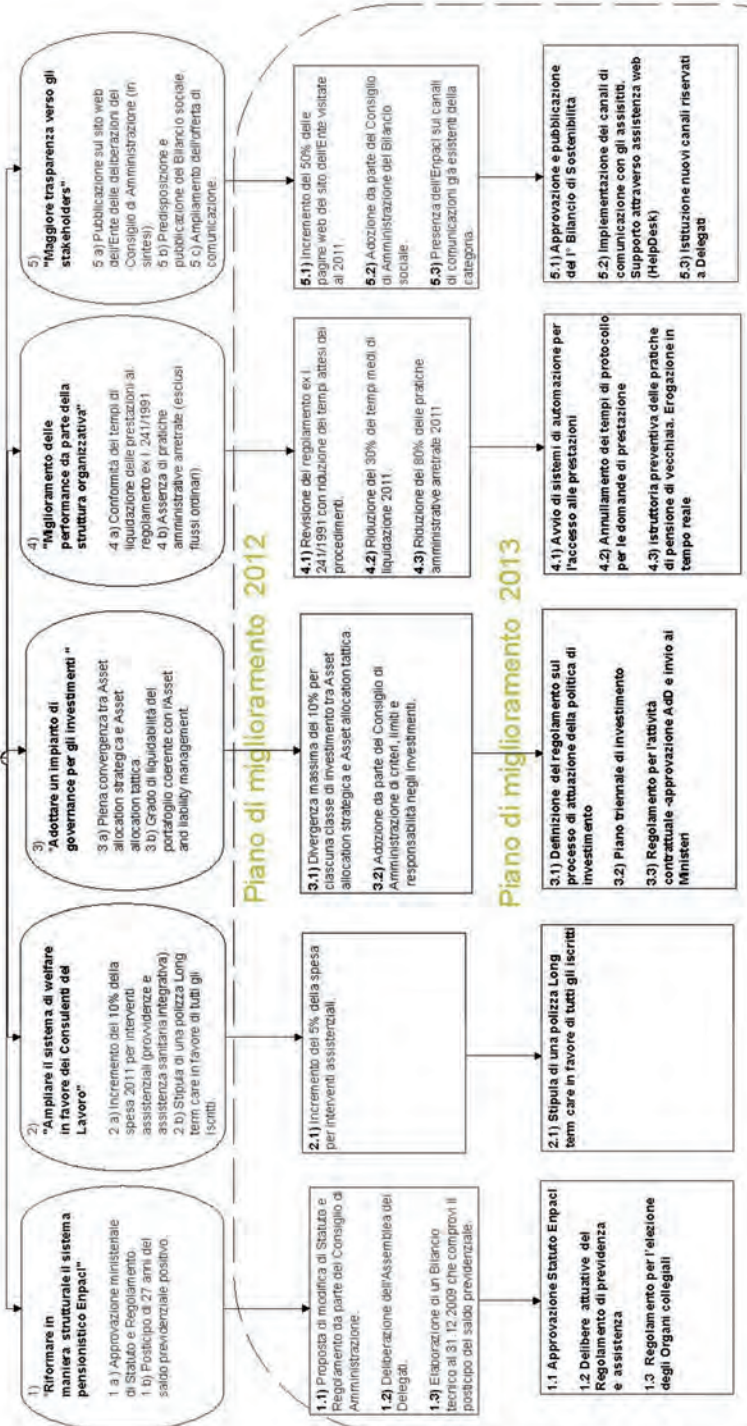 1)
"Riformare in
maniera strutturale il sistema
pensionistico Enpacl"
1 a) Approvazione ministeriale
di Statuto e Regolamento.
1 b) Posticipo di 27 anni del
saldo previdenziale positivo.
2)
"Ampliare il sistema di welfare
in favore dei Consulenti del
Lavoro"
2 a) Incremento del 10% della
spesa 2011 per interventi
assistenziali (provvidenze e
assistenza sanitaria integrativa).
2 b) Stipula di una polizza Long
term care in favore di tutti gli
iscritti.
3)
"Adottare un impianto di
governance per gli investimenti "
3 a) Piena convergenza tra Asset
allocation strategica e Asset
allocation tattica.
3 b) Grado di liquidabilità del
portafoglio coerente con l'Asset
and liability management.
4)
"Miglioramento delle
performance da parte della
struttura organizzativa"
4 a) Conformità dei tempi di
liquidazione delle prestazioni al
regolamento ex l. 241/1991
4 b) Assenza di pratiche
amministrative arretrate (esclusi
flussi ordinari).
5)
"Maggiore trasparenza verso gli
stakeholders"
5 a) Pubblicazione sul sito web
dell'Ente delle deliberazioni del
Consiglio di Amministrazione (in
sintesi).
5 b) Predisposizione e
pubblicazione del Bilancio sociale.
5 c) Ampliamento dell'offerta di
comunicazione.
Piano di miglioramento 2012
1.1) Proposta di modifica di Statuto e
Regolamento da parte del Consiglio di
Amministrazione.
1.2) Deliberazione dell'Assemblea dei
Delegati.
1.3) Elaborazione di un Bilancio
tecnico al 31.12.2009 che comprovi il
posticipo del saldo previdenziale.
2.1) Incremento del 5% della spesa
per interventi assistenziali.
3.1) Divergenza massima del 10% per
ciascuna classe di investimento tra Asset
allocation strategica e Asset allocation tattica.
3.2) Adozione da parte del Consiglio di
Amministrazione di criteri, limiti e
responsabilità negli investimenti.
4.1) Revisione del regolamento ex l.
241/1991 con riduzione dei tempi attesi dei
procedimenti.
4.2) Riduzione del 30% dei tempi medi di
liquidazione 2011.
4.3) Riduzione del 80% delle pratiche
amministrative arretrate 2011.
5.1) Incremento del 50% delle
pagine web del sito dell'Ente visitate
al 2011.
5.2) Adozione da parte del Consiglio
di Amministrazione del Bilancio
sociale.
5.3) Presenza dell'Enpacl sui canali
di comunicazioni già esistenti della
categoria.
Piano di miglioramento 2013
1.1 Approvazione Statuto Enpacl
1.2 Delibere attuative del
Regolamento di previdenza
e assistenza
1.3 Regolamento per l'elezione
degli Organi collegiali
2.1) Stipula di una polizza Long
term care in favore di tutti gli iscritti
3.1) Definizione del regolamento sul
processo di attuazione della politica di
investimento
3.2) Piano triennale di investimento
3.3) Regolamento per l'attività
contrattuale -approvazione AdD e invio ai
Ministeri
4.1) Avvio di sistemi di automazione per
l'accesso alle prestazioni
4.2) Annullamento dei tempi di protocollo
per le domande di prestazione
4.3) Istruttoria preventiva delle pratiche
di pensione di vecchiaia. Erogazione in
tempo reale
5.1) Approvazione e pubblicazione
del I° Bilancio di Sostenibilità
5.2) Implementazione dei canali di
comunicazione con gli assisititi.
Supporto attraverso assistenza web
(HelpDesk)
5.3) Istituzione nuovi canali riservati
a Delegati